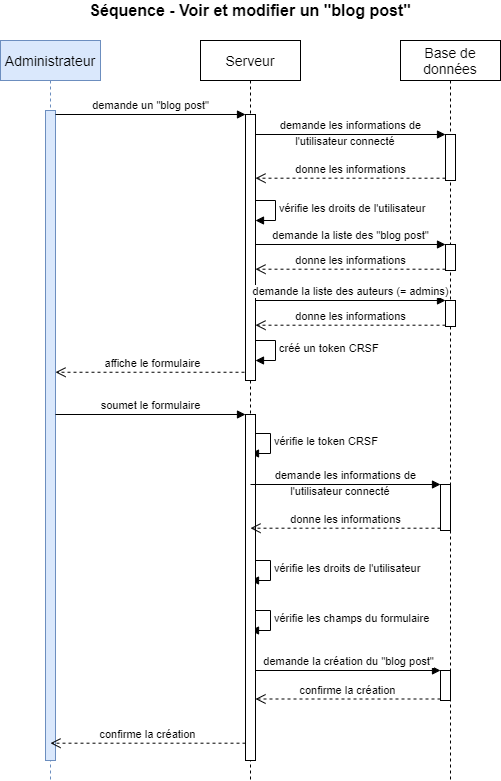 Séquence - Voir et modifier un "blog post"
Administrateur
Serveur
Base de
données
demande un "blog post"
demande les informations de
l'utilisateur connecté
donne les informations
vérifie les droits de l'utilisateur
demande la liste des "blog post"
donne les informations
demande la liste des auteurs (= admins)
donne les informations
créé un token CRSF
affiche le formulaire
soumet le formulaire
vérifie le token CRSF
demande les informations de
l'utilisateur connecté
donne les informations
vérifie les droits de l'utilisateur
vérifie les champs du formulaire
demande la création du "blog post"
confirme la création
confirme la création